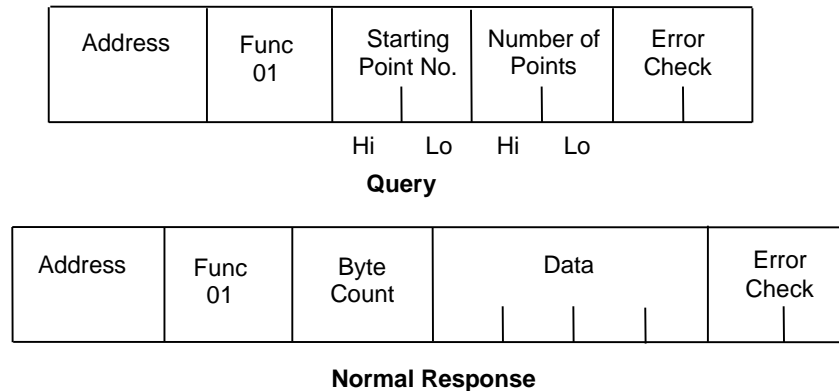 Address Func Starting Number of Error
01 Point No. Points Check
Hi Lo Hi Lo
Query
Address Func Byte Data Error
01 Count Check
Normal Response